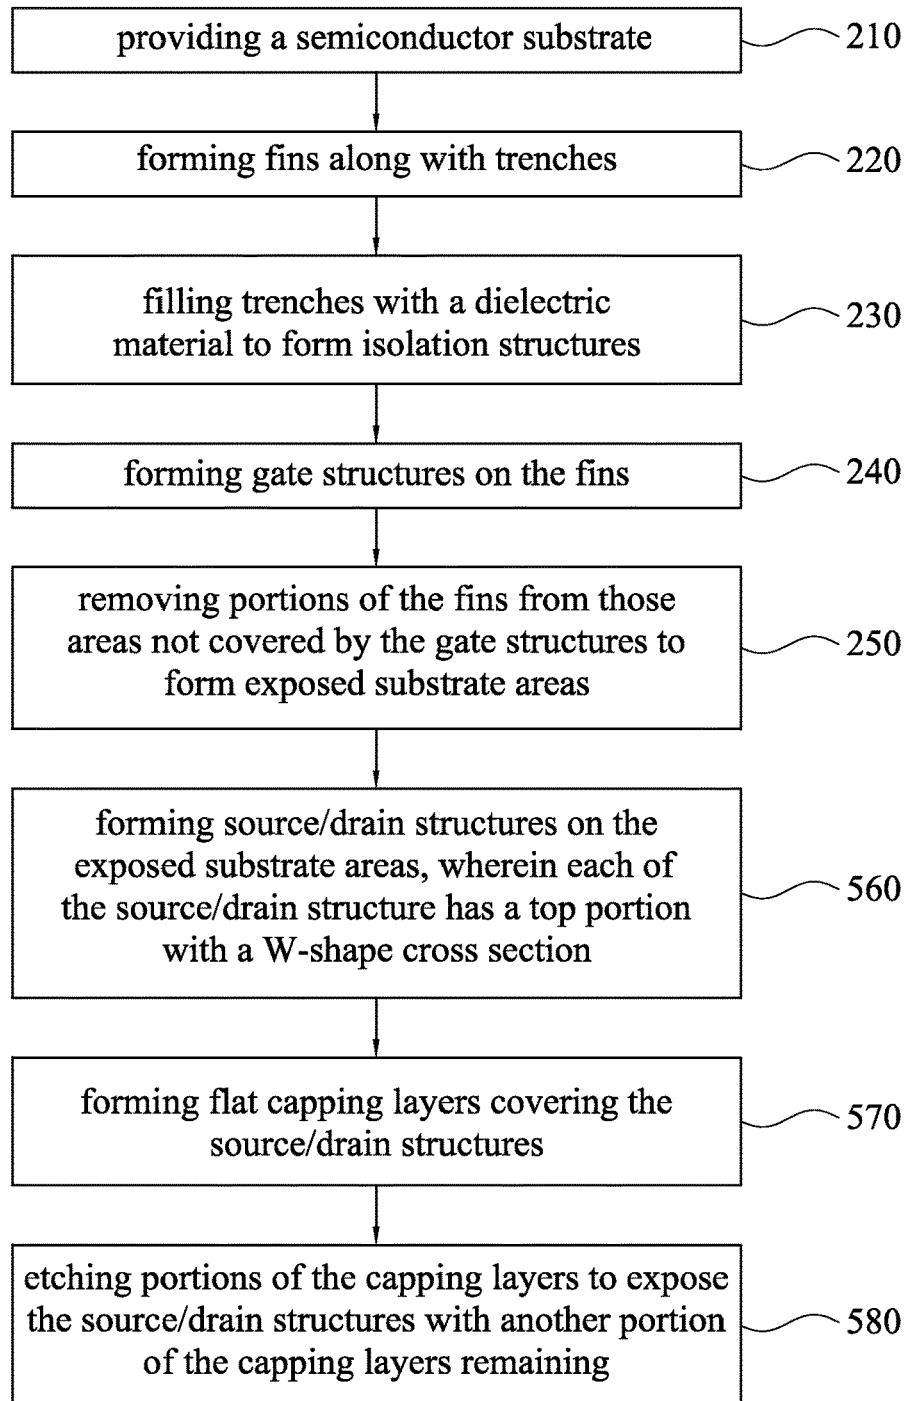 providing a semiconductor substrate
210
forming fins along with trenches
220
filling trenches with a dielectric
material to form isolation structures
230
forming gate structures on the fins
240
removing portions of the fins from those
areas not covered by the gate structures to
form exposed substrate areas
250
forming source/drain structures on the
exposed substrate areas, wherein each of
the source/drain structure has a top portion
with a W-shape cross section
560
forming flat capping layers covering the
source/drain structures
570
etching portions of the capping layers to expose
the source/drain structures with another portion
of the capping layers remaining
580